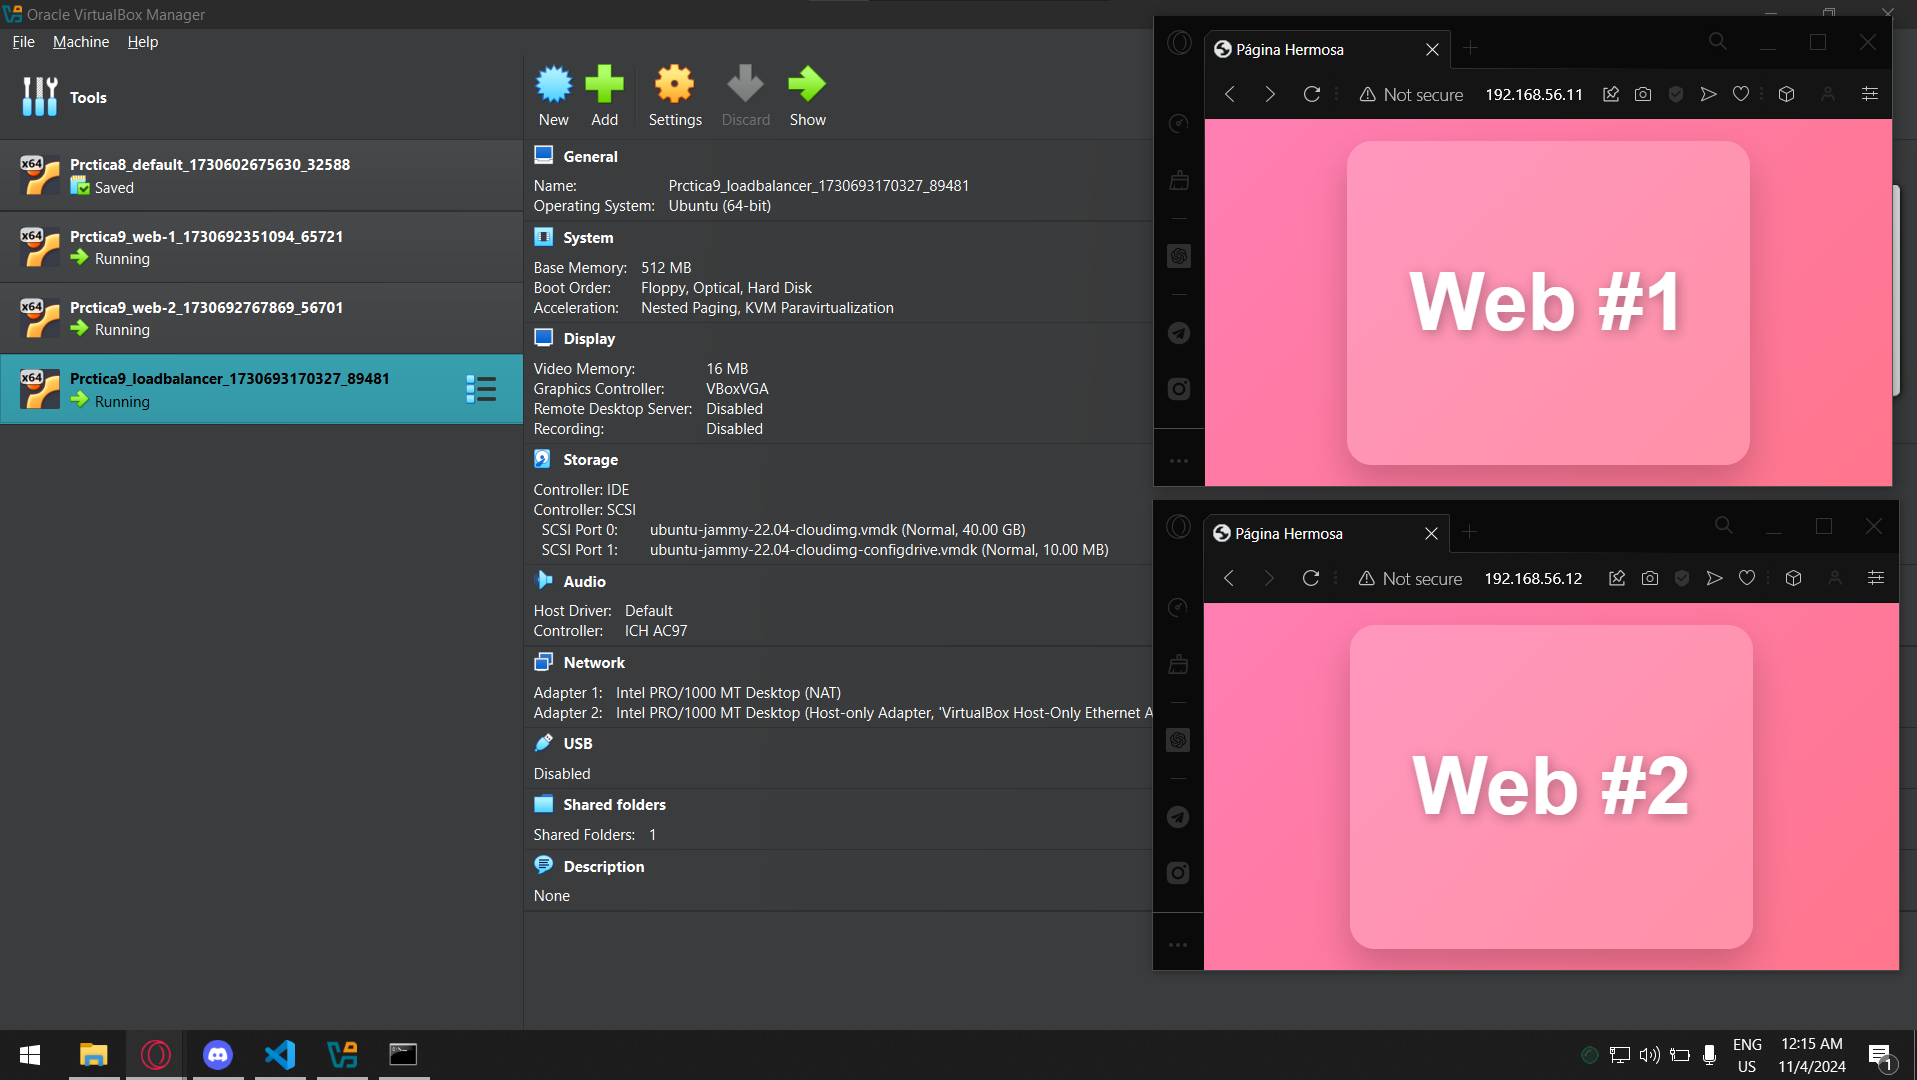 Oracle VirtualBox Manager
File Machine Help
Tools
New Add Settings Discard Show
x64 Prctica8_default_1730602675630_32588
Saved
x64 Prctica9_web-1_1730692351094_65721
Running
x64 Prctica9_web-2_1730692767869_56701
Running
x64 Prctica9_loadbalancer_1730693170327_89481
Running
General
Name: Prctica9_loadbalancer_1730693170327_89481
Operating System: Ubuntu (64-bit)
System
Base Memory: 512 MB
Boot Order: Floppy, Optical, Hard Disk
Acceleration: Nested Paging, KVM Paravirtualization
Display
Video Memory: 16 MB
Graphics Controller: VBoxVGA
Remote Desktop Server: Disabled
Recording: Disabled
Storage
Controller: IDE
Controller: SCSI
SCSI Port 0: ubuntu-jammy-22.04-cloudimg.vmdk (Normal, 40.00 GB)
SCSI Port 1: ubuntu-jammy-22.04-cloudimg-configdrive.vmdk (Normal, 10.00 MB)
Audio
Host Driver: Default
Controller: ICH AC97
Network
Adapter 1: Intel PRO/1000 MT Desktop (NAT)
Adapter 2: Intel PRO/1000 MT Desktop (Host-only Adapter, 'VirtualBox Host-Only Ethernet A
USB
Disabled
Shared folders
Shared Folders: 1
Description
None
Página Hermosa
Not secure 192.168.56.11
Web #1
Página Hermosa
Not secure 192.168.56.12
Web #2
ENG
US
12:15 AM
11/4/2024
1